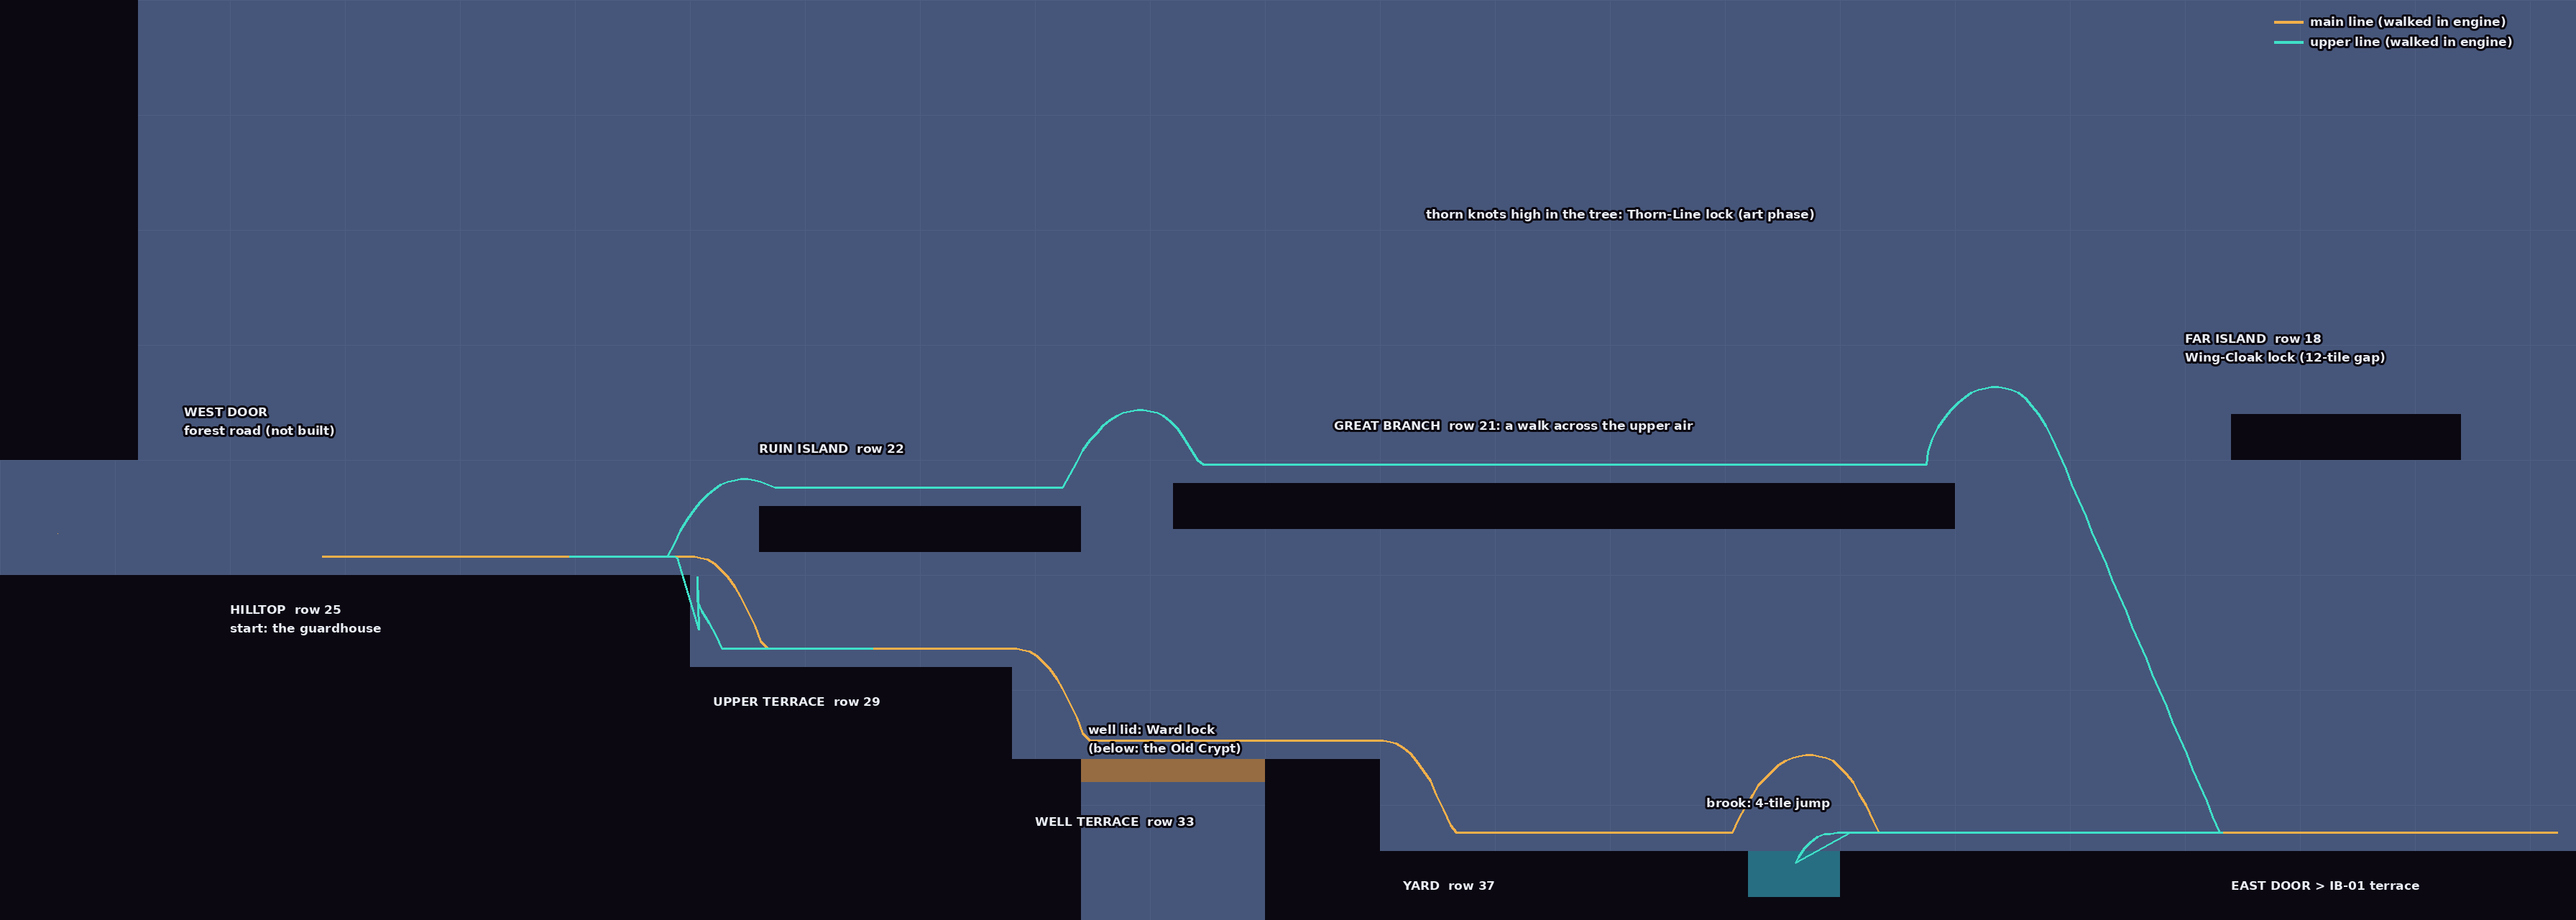 main line (walked in engine)
upper line (walked in engine)
thorn knots high in the tree: Thorn-Line lock (art phase)
FAR ISLAND row 18
Wing-Cloak lock (12-tile gap)
WEST DOOR
forest road (not built)
GREAT BRANCH row 21: a walk across the upper air
RUIN ISLAND row 22
HILLTOP row 25
start: the guardhouse
UPPER TERRACE row 29
well lid: Ward lock
(below: the Old Crypt)
brook: 4-tile jump
WELL TERRACE row 33
YARD row 37
EAST DOOR > IB-01 terrace